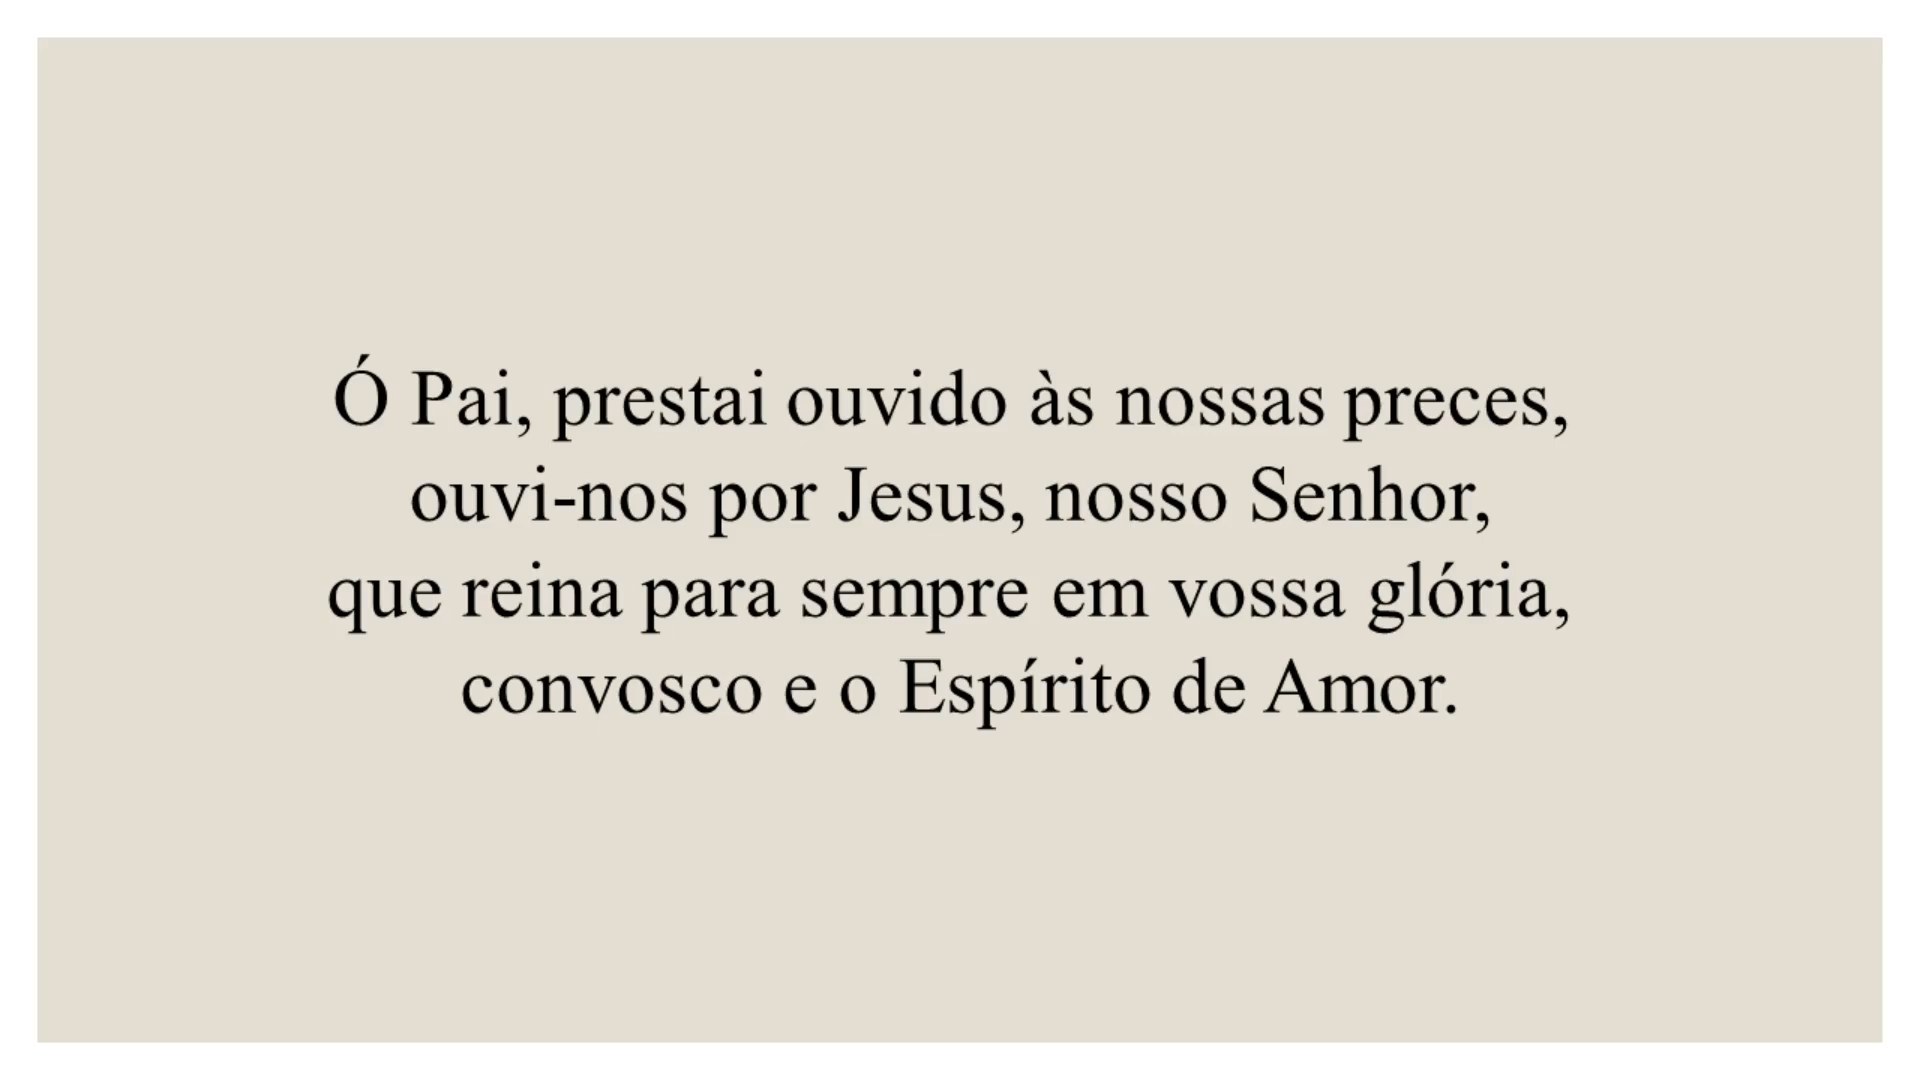 Ó Pai, prestai ouvido às nossas preces,
ouvi-nos por Jesus, nosso Senhor,
que reina para sempre em vossa glória,
convosco e o Espírito de Amor.